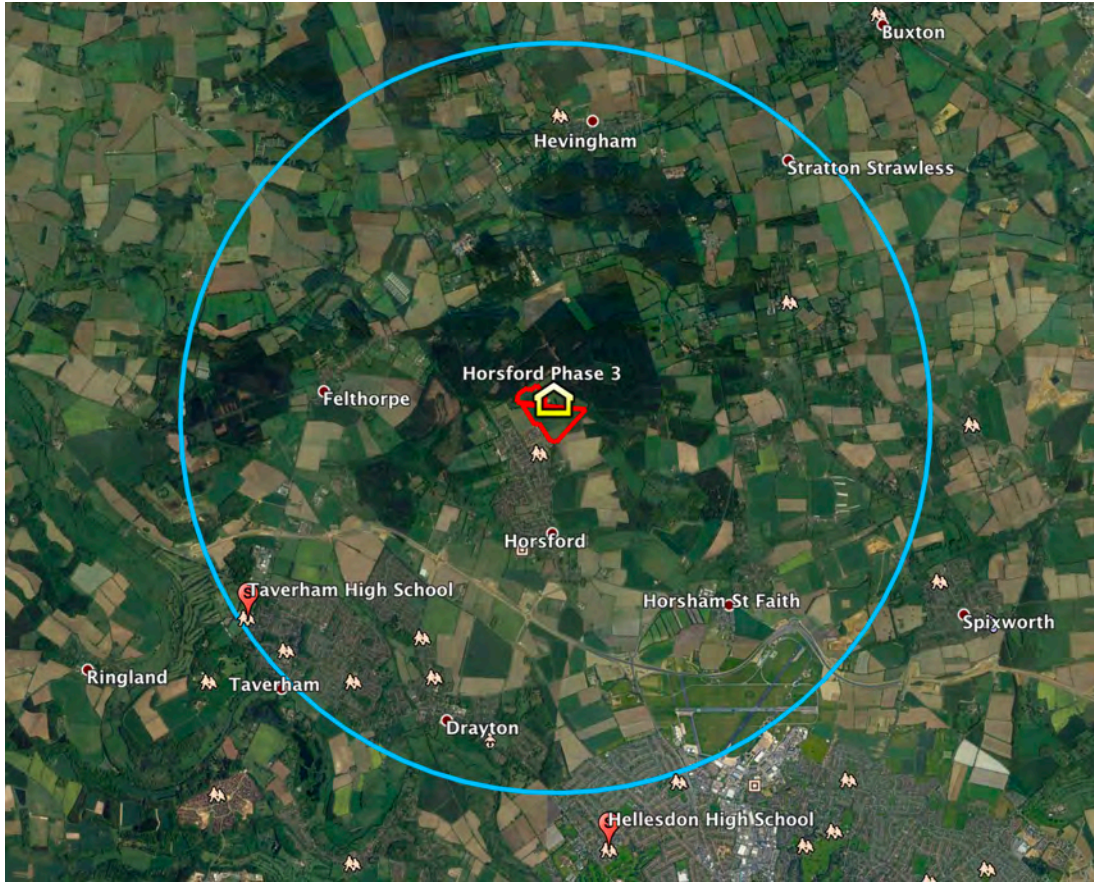 Buxton
Hevingham
Stratton Strawless
Horsford Phase 3
Felthorpe
Horsford
Taverham High School
Horsham St Faith
Spixworth
Ringland
Taverham
Drayton
Hellesdon High School